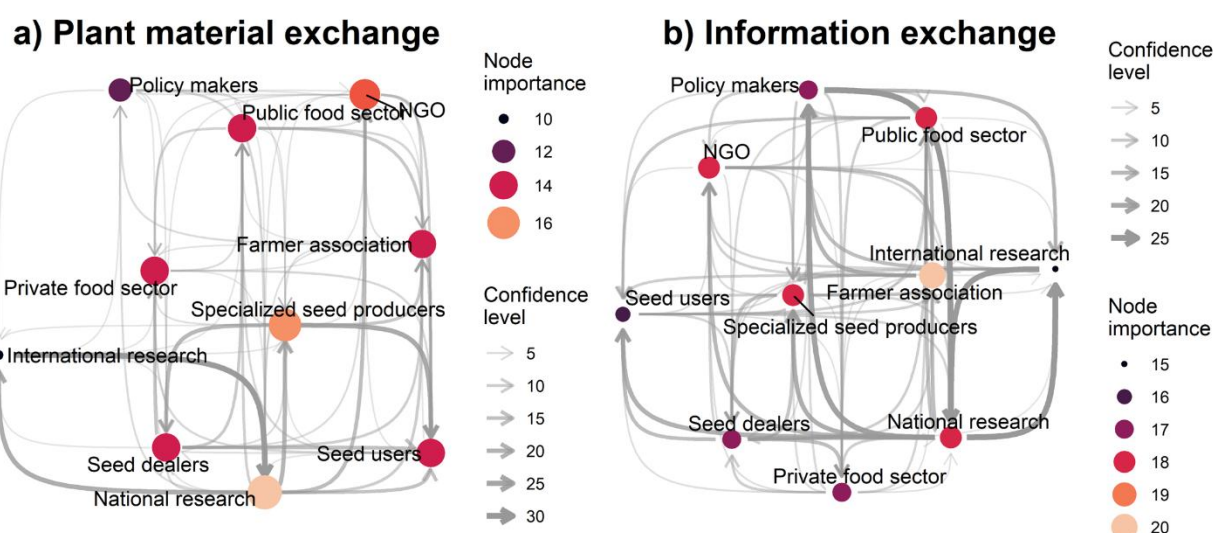 a) Plant material exchange
Policy makers
Public food sector
NGO
Farmer association
Private food sector
Specialized seed producers
International research
Seed dealers
Seed users
National research
Node
importance
10
12
14
16
Confidence
level
5
10
15
20
25
30
b) Information exchange
Policy makers
Public food sector
NGO
International research
Seed users
Farmer association
Specialized seed producers
Seed dealers
National research
Private food sector
Confidence
level
5
10
15
20
25
Node
importance
15
16
17
18
19
20